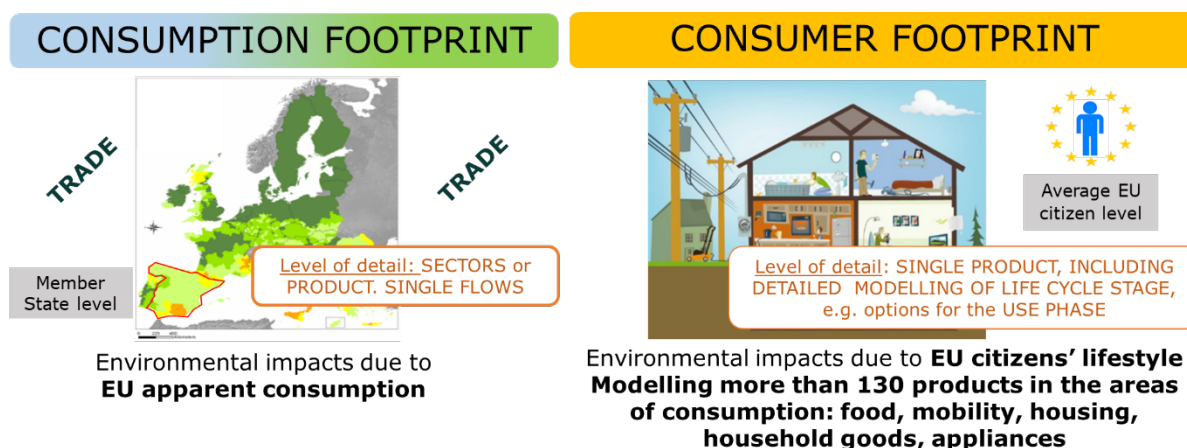 CONSUMPTION FOOTPRINT
TRADE
TRADE
Member
State level
Level of detail: SECTORS or
PRODUCT. SINGLE FLOWS
Environmental impacts due to
EU apparent consumption
CONSUMER FOOTPRINT
Average EU
citizen level
Level of detail: SINGLE PRODUCT, INCLUDING
DETAILED MODELLING OF LIFE CYCLE STAGE,
e.g. options for the USE PHASE
Environmental impacts due to EU citizens’ lifestyle
Modelling more than 130 products in the areas
of consumption: food, mobility, housing,
household goods, appliances